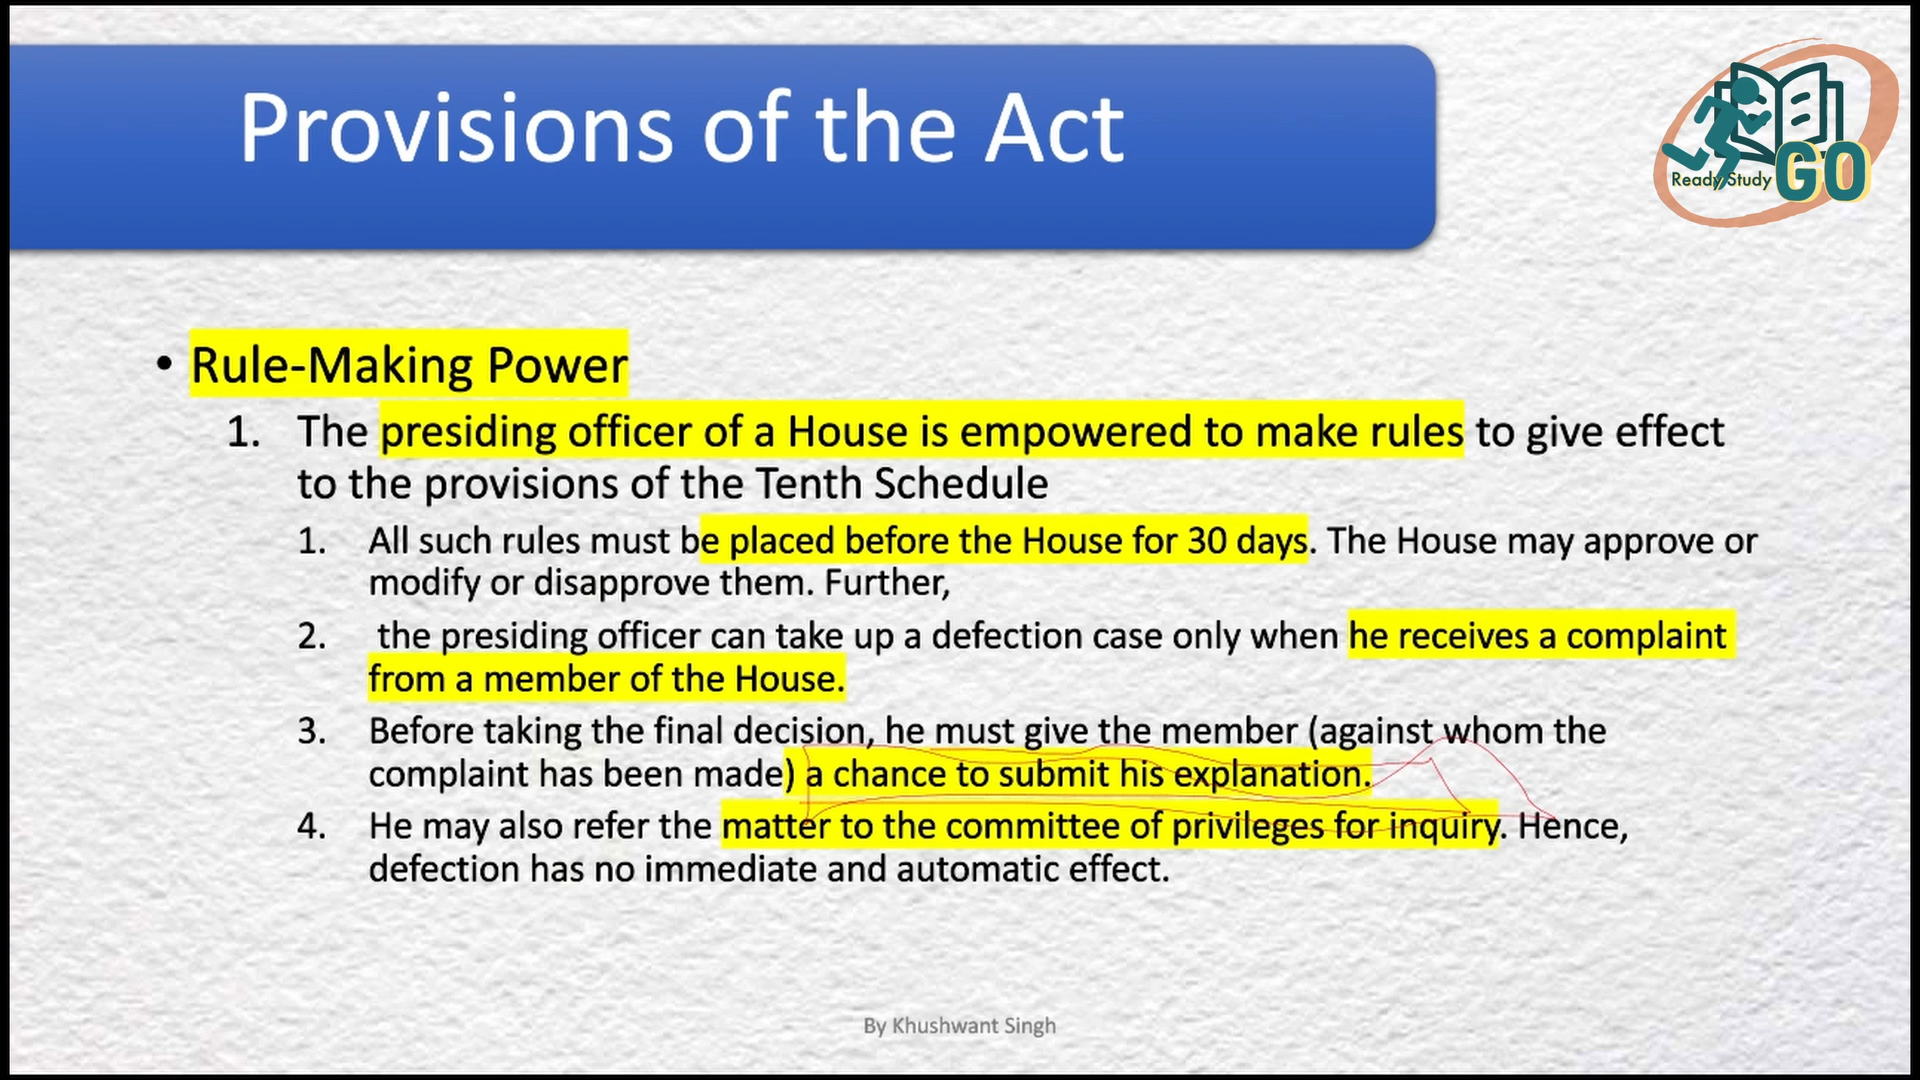 Provisions of the Act
Ready Study GO
• Rule-Making Power
1. The presiding officer of a House is empowered to make rules to give effect
to the provisions of the Tenth Schedule
1. All such rules must be placed before the House for 30 days. The House may approve or
modify or disapprove them. Further,
2. the presiding officer can take up a defection case only when he receives a complaint
from a member of the House.
3. Before taking the final decision, he must give the member (against whom the
complaint has been made) a chance to submit his explanation.
4. He may also refer the matter to the committee of privileges for inquiry. Hence,
defection has no immediate and automatic effect.
By Khushwant Singh